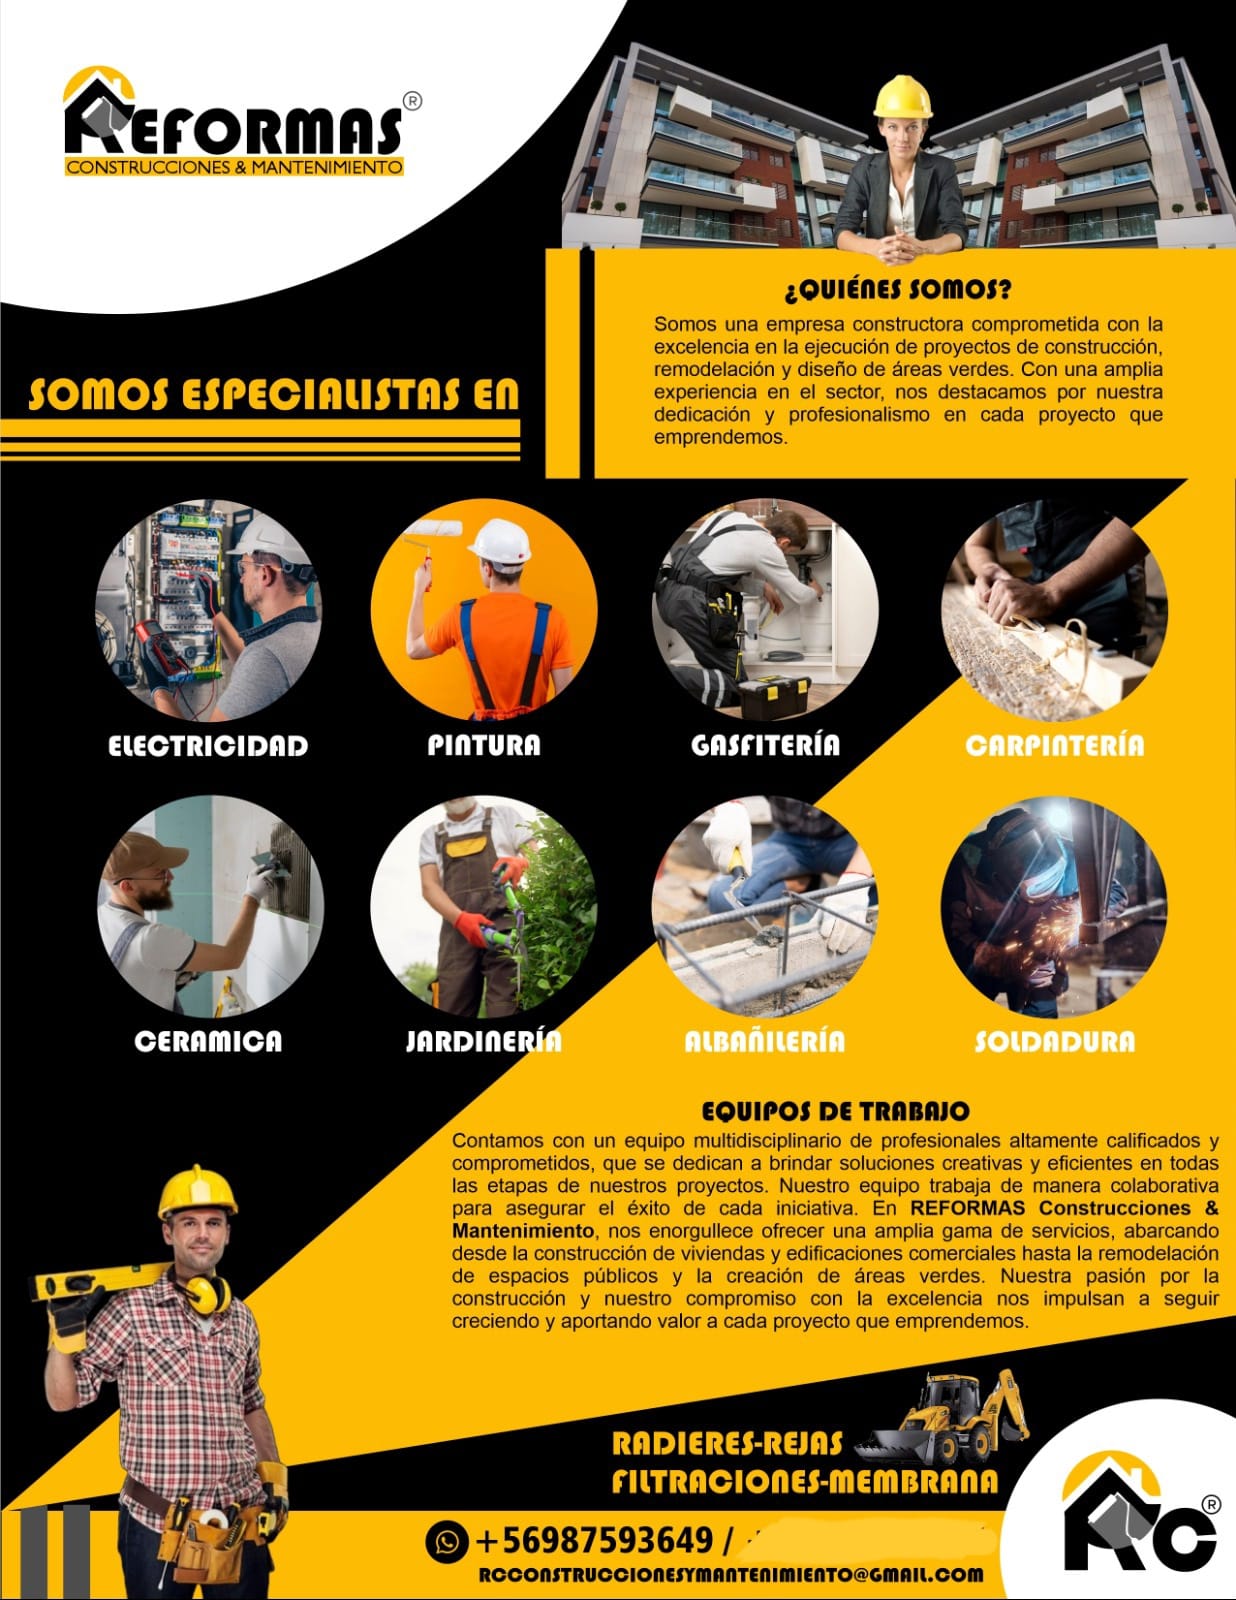 REFORMAS®
CONSTRUCCIONES & MANTENIMIENTO
¿QUIÉNES SOMOS?
Somos una empresa constructora comprometida con la
excelencia en la ejecución de proyectos de construcción,
remodelación y diseño de áreas verdes. Con una amplia
experiencia en el sector, nos destacamos por nuestra
dedicación y profesionalismo en cada proyecto que
emprendemos.
SOMOS ESPECIALISTAS EN
ELECTRICIDAD
PINTURA
GASFITERÍA
CARPINTERÍA
CERAMICA
JARDINERÍA
ALBAÑILERÍA
SOLDADURA
EQUIPOS DE TRABAJO
Contamos con un equipo multidisciplinario de profesionales altamente calificados y
comprometidos, que se dedican a brindar soluciones creativas y eficientes en todas
las etapas de nuestros proyectos. Nuestro equipo trabaja de manera colaborativa
para asegurar el éxito de cada iniciativa. En REFORMAS Construcciones &
Mantenimiento, nos enorgullece ofrecer una amplia gama de servicios, abarcando
desde la construcción de viviendas y edificaciones comerciales hasta la remodelación
de espacios públicos y la creación de áreas verdes. Nuestra pasión por la
construcción y nuestro compromiso con la excelencia nos impulsan a seguir
creciendo y aportando valor a cada proyecto que emprendemos.
RADIERES-REJAS
FILTRACIONES-MEMBRANA
+56987593649 /
RCCONSTRUCCIONESYMANTENIMIENTO@GMAIL.COM
RC®